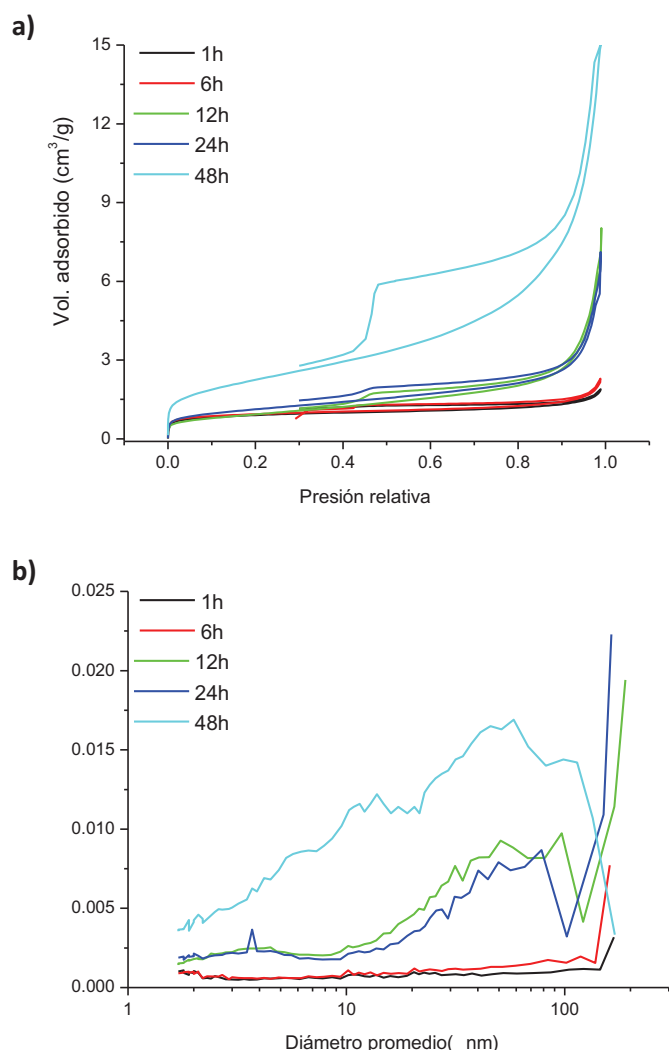 a)
15
1h
6h
12
12h
24h
9
48h
Vol. adsorbido (cm³/g)
6
3
0
0.0 0.2 0.4 0.6 0.8 1.0
Presión relativa
b)
0.025
1h
6h
0.020
12h
24h
0.015
48h
0.010
0.005
0.000
1 10 100
Diámetro promedio( nm)